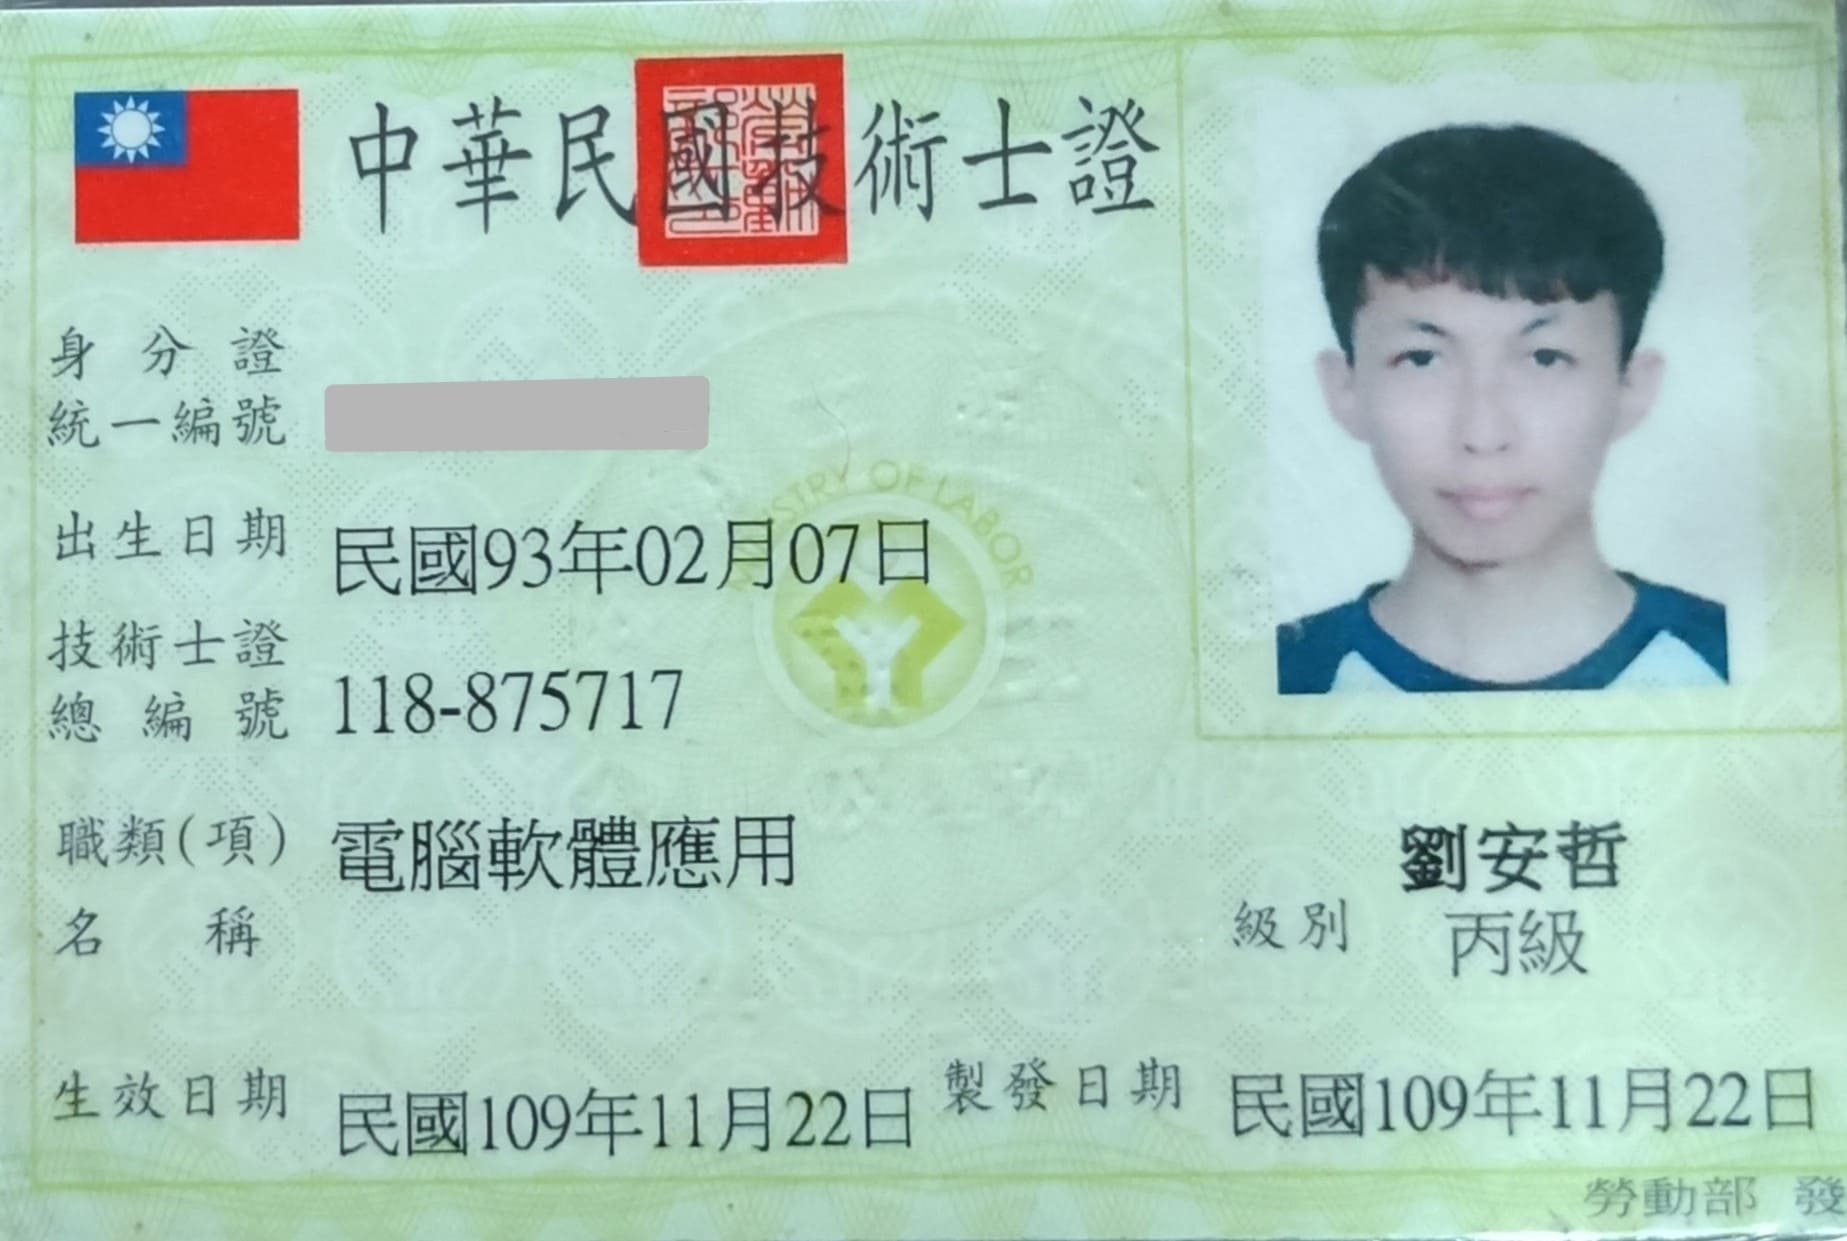 中華民國技術士證
身分證
統一編號
出生日期 民國93年02月07日
MINISTRY OF LABOR
技術士證
總編號 118-875717
職類(項) 電腦軟體應用
名稱
劉安哲
級別 丙級
生效日期 民國109年11月22日 製發日期 民國109年11月22日
勞動部 發